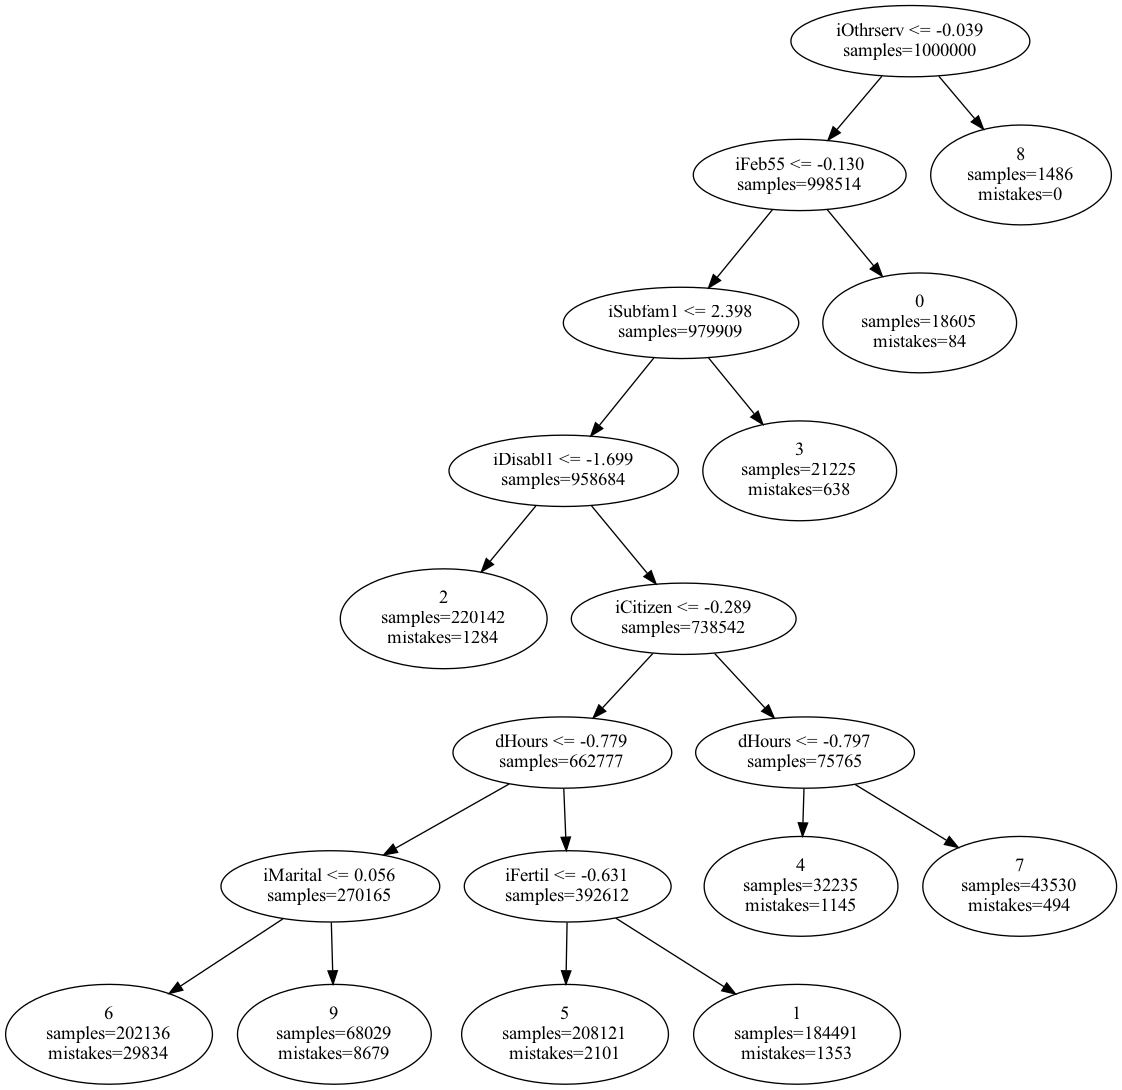 iOthrserv <= -0.039
samples=1000000
iFeb55 <= -0.130
samples=998514
8
samples=1486
mistakes=0
iSubfam1 <= 2.398
samples=979909
0
samples=18605
mistakes=84
iDisabl1 <= -1.699
samples=958684
3
samples=21225
mistakes=638
2
samples=220142
mistakes=1284
iCitizen <= -0.289
samples=738542
dHours <= -0.779
samples=662777
dHours <= -0.797
samples=75765
iMarital <= 0.056
samples=270165
iFertil <= -0.631
samples=392612
4
samples=32235
mistakes=1145
7
samples=43530
mistakes=494
6
samples=202136
mistakes=29834
9
samples=68029
mistakes=8679
5
samples=208121
mistakes=2101
1
samples=184491
mistakes=1353